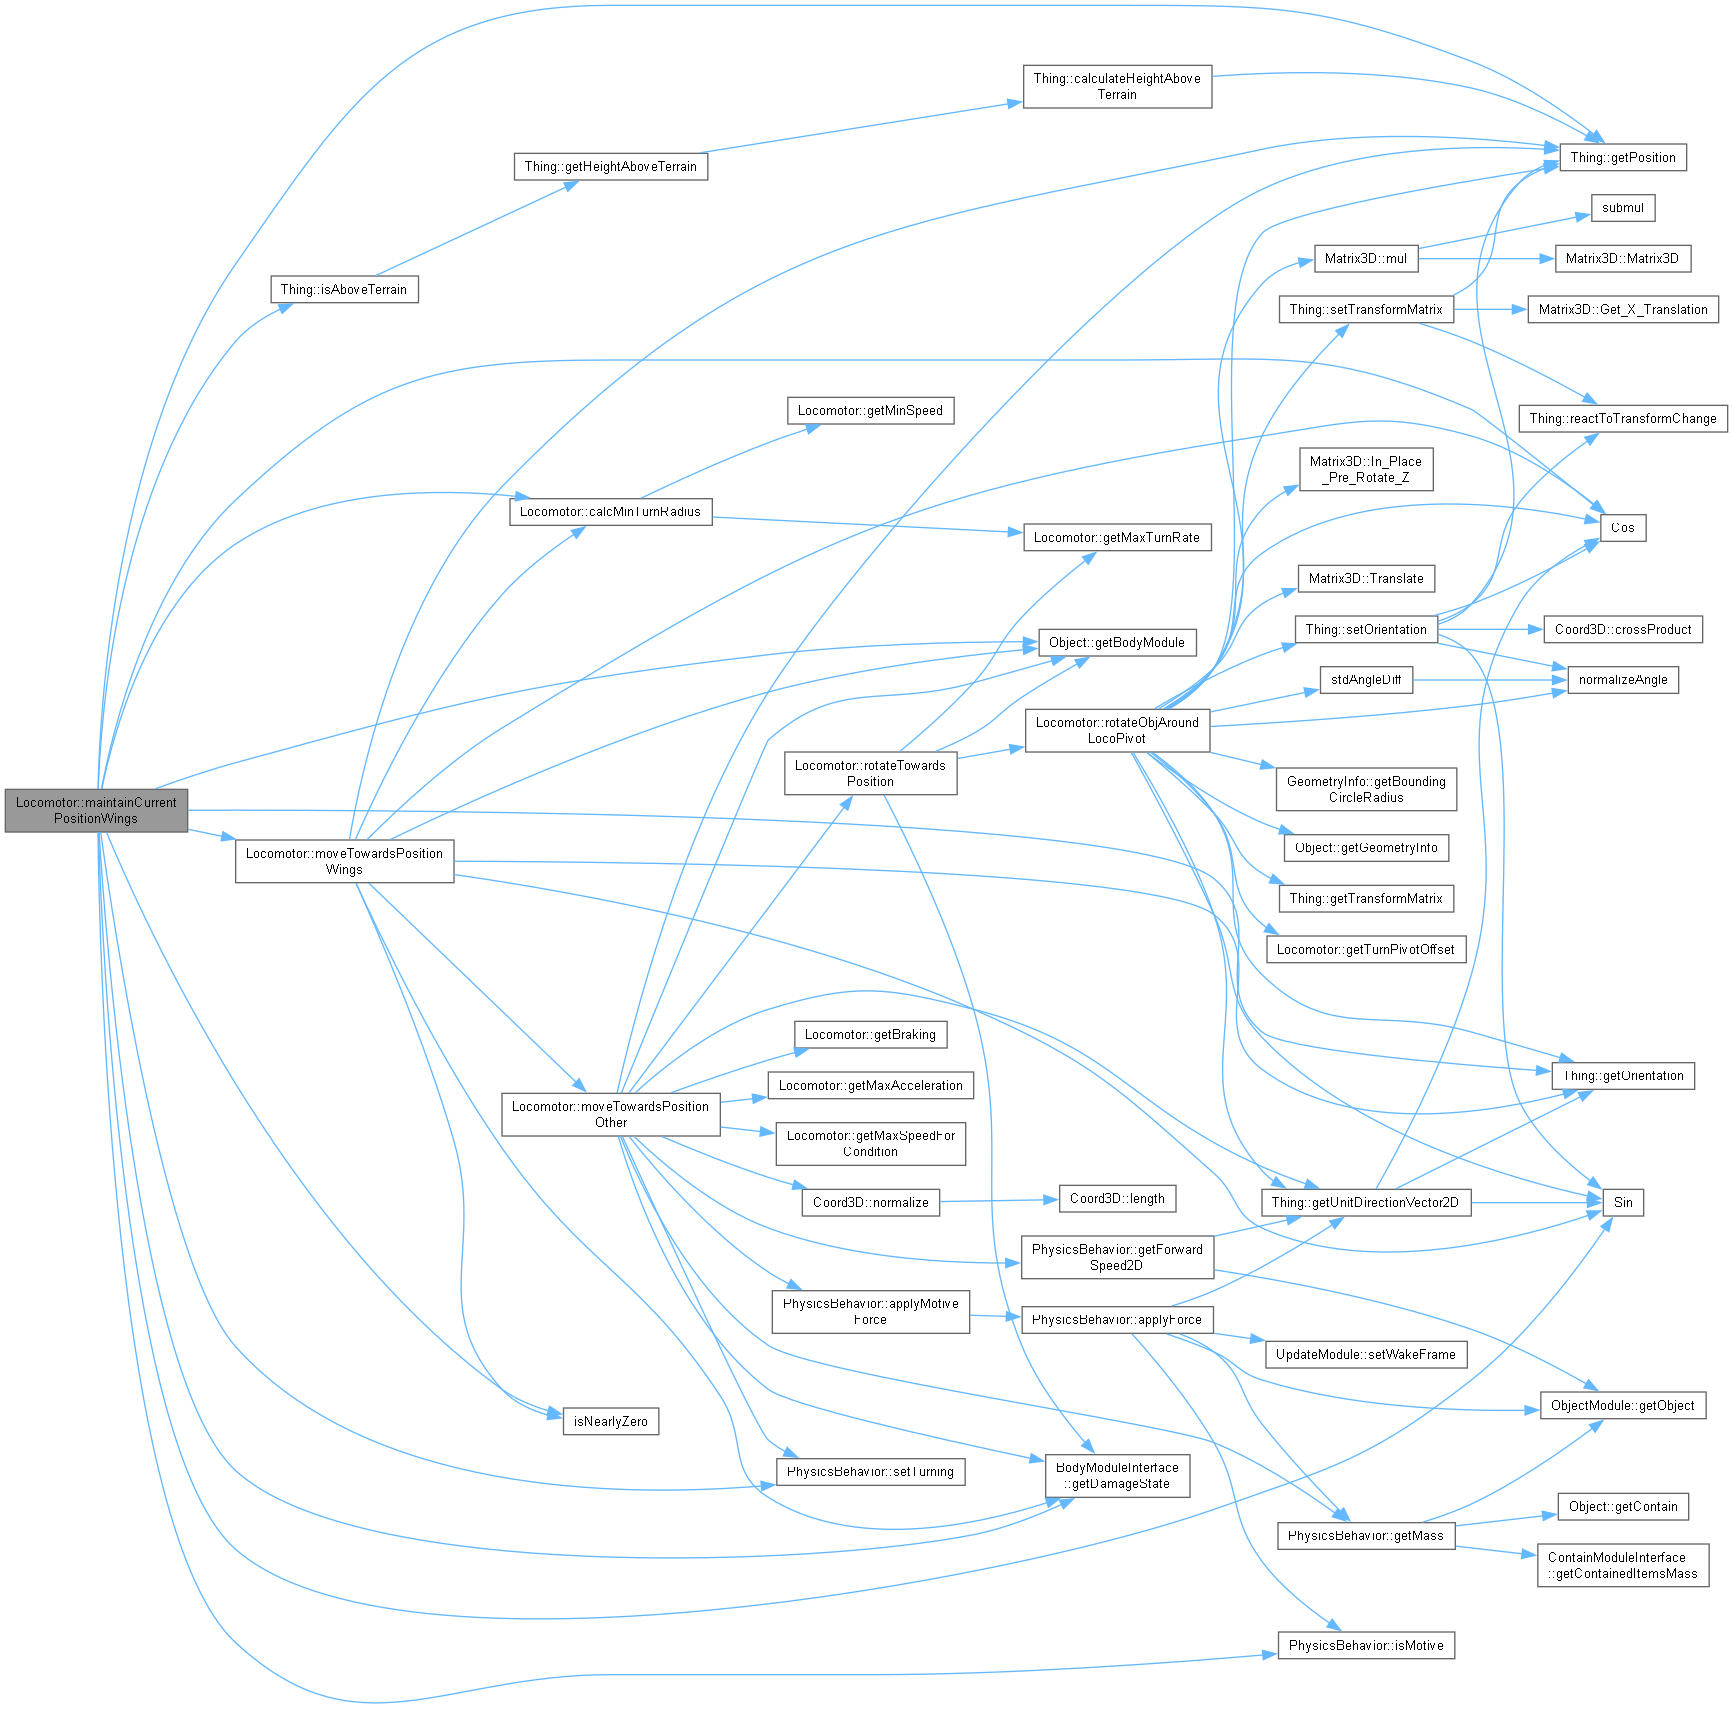 Locomotor::maintainCurrent
PositionWings
Thing::isAboveTerrain
Locomotor::moveTowardsPosition
Wings
Thing::getHeightAboveTerrain
Locomotor::calcMinTurnRadius
Locomotor::moveTowardsPosition
Other
isNearlyZero
Locomotor::getMinSpeed
Locomotor::rotateTowards
Position
Locomotor::getBraking
Locomotor::getMaxAcceleration
Locomotor::getMaxSpeedFor
Condition
Coord3D::normalize
PhysicsBehavior::applyMotive
Force
PhysicsBehavior::setTurning
Thing::calculateHeightAbove
Terrain
Locomotor::getMaxTurnRate
Object::getBodyModule
Locomotor::rotateObjAround
LocoPivot
Coord3D::length
PhysicsBehavior::getForward
Speed2D
PhysicsBehavior::applyForce
BodyModuleInterface
::getDamageState
Matrix3D::mul
Thing::setTransformMatrix
Matrix3D::In_Place
_Pre_Rotate_Z
Matrix3D::Translate
Thing::setOrientation
stdAngleDiff
GeometryInfo::getBounding
CircleRadius
Object::getGeometryInfo
Thing::getTransformMatrix
Locomotor::getTurnPivotOffset
Thing::getUnitDirectionVector2D
UpdateModule::setWakeFrame
PhysicsBehavior::getMass
PhysicsBehavior::isMotive
Thing::getPosition
submul
Matrix3D::Matrix3D
Matrix3D::Get_X_Translation
Thing::reactToTransformChange
Cos
Coord3D::crossProduct
normalizeAngle
Thing::getOrientation
Sin
ObjectModule::getObject
Object::getContain
ContainModuleInterface
::getContainedItemsMass